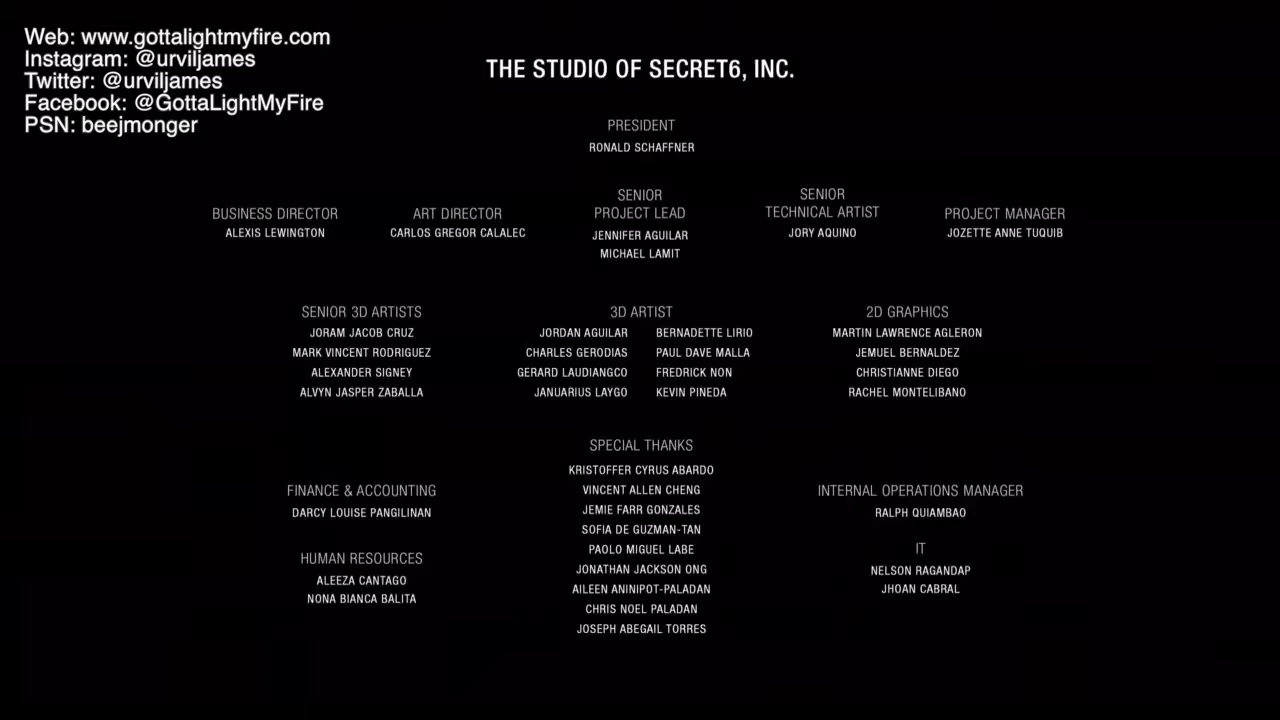 Web: www.gottalightmyfire.com
Instagram: @urviljames
Twitter: @urviljames
Facebook: @GottaLightMyFire
PSN: beejmonger
THE STUDIO OF SECRET6, INC.
PRESIDENT
RONALD SCHAFFNER
BUSINESS DIRECTOR
ALEXIS LEWINGTON
ART DIRECTOR
CARLOS GREGOR CALALEC
SENIOR
PROJECT LEAD
JENNIFER AGUILAR
MICHAEL LAMIT
SENIOR
TECHNICAL ARTIST
JORY AQUINO
PROJECT MANAGER
JOZETTE ANNE TUQUIB
SENIOR 3D ARTISTS
JORAM JACOB CRUZ
MARK VINCENT RODRIGUEZ
ALEXANDER SIGNEY
ALVYN JASPER ZABALLA
3D ARTIST
JORDAN AGUILAR
CHARLES GERODIAS
GERARD LAUDIANGCO
JANUARIUS LAYGO
BERNADETTE LIRIO
PAUL DAVE MALLA
FREDRICK NON
KEVIN PINEDA
2D GRAPHICS
MARTIN LAWRENCE AGLERON
JEMUEL BERNALDEZ
CHRISTIANNE DIEGO
RACHEL MONTELIBANO
FINANCE & ACCOUNTING
DARCY LOUISE PANGILINAN
HUMAN RESOURCES
ALEEZA CANTAGO
NONA BIANCA BALITA
SPECIAL THANKS
KRISTOFFER CYRUS ABARDO
VINCENT ALLEN CHENG
JEMIE FARR GONZALES
SOFIA DE GUZMAN-TAN
PAOLO MIGUEL LABE
JONATHAN JACKSON ONG
AILEEN ANINIPOT-PALADAN
CHRIS NOEL PALADAN
JOSEPH ABEGAIL TORRES
INTERNAL OPERATIONS MANAGER
RALPH QUIAMBAO
IT
NELSON RAGANDAP
JHOAN CABRAL